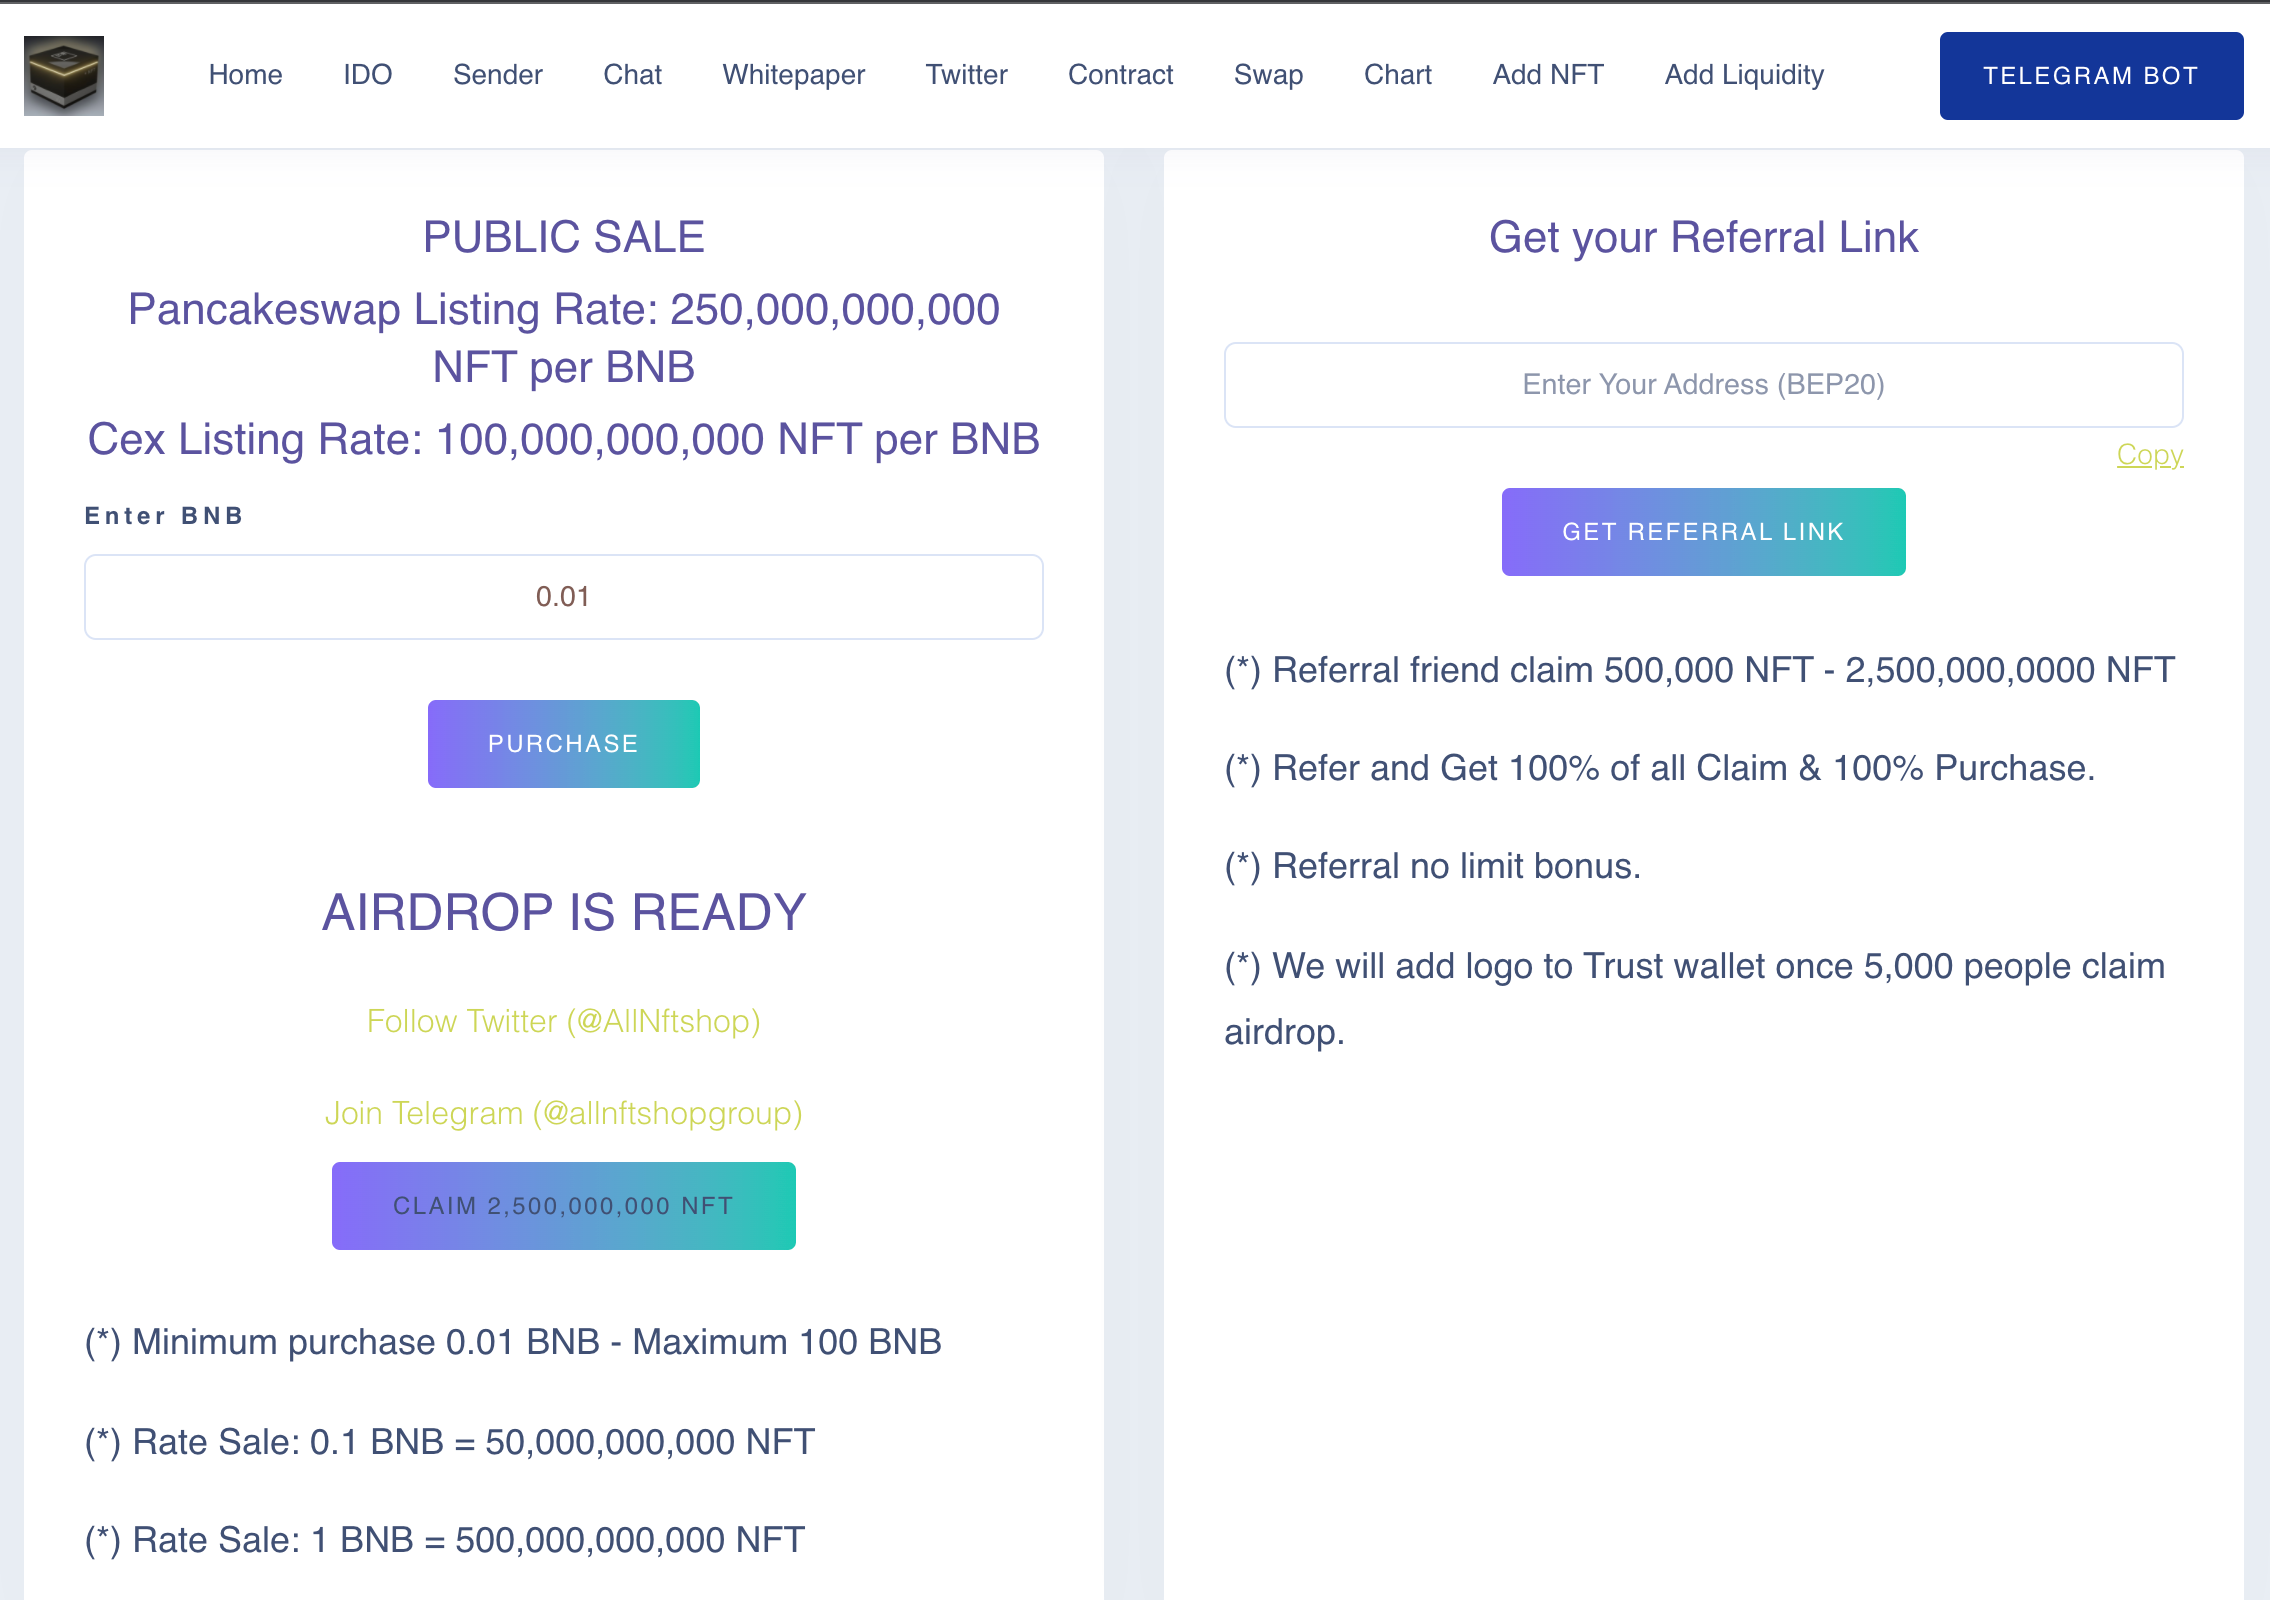 Home IDO Sender Chat Whitepaper Twitter Contract Swap Chart Add NFT Add Liquidity TELEGRAM BOT
PUBLIC SALE
Pancakeswap Listing Rate: 250,000,000,000
NFT per BNB
Cex Listing Rate: 100,000,000,000 NFT per BNB
Enter BNB
0.01
PURCHASE
AIRDROP IS READY
Follow Twitter (@AllNftshop)
Join Telegram (@allnftshopgroup)
CLAIM 2,500,000,000 NFT
(*) Minimum purchase 0.01 BNB - Maximum 100 BNB
(*) Rate Sale: 0.1 BNB = 50,000,000,000 NFT
(*) Rate Sale: 1 BNB = 500,000,000,000 NFT
Get your Referral Link
Enter Your Address (BEP20)
Copy
GET REFERRAL LINK
(*) Referral friend claim 500,000 NFT - 2,500,000,0000 NFT
(*) Refer and Get 100% of all Claim & 100% Purchase.
(*) Referral no limit bonus.
(*) We will add logo to Trust wallet once 5,000 people claim
airdrop.